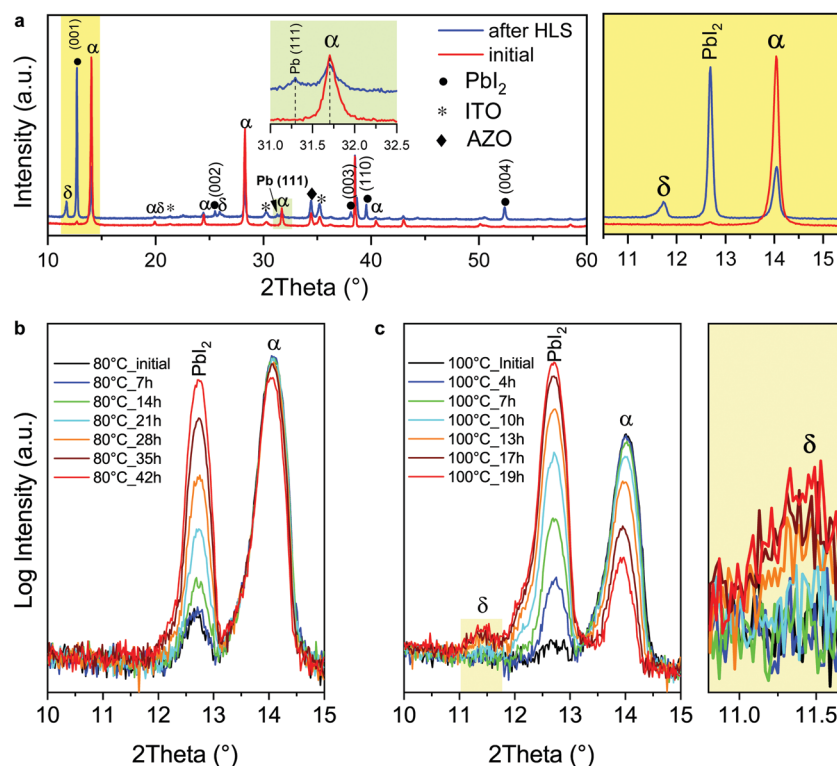 a
Intensity (a.u.)
(001)
α
δ
αδ*
α
(002)
δ
α
*
Pb (111)
α
*
(003)
(110)
α
(004)
Pb (111)
α
31.0 31.5 32.0 32.5
after HLS
initial
● PbI₂
* ITO
♦ AZO
10 20 30 40 50 60
2Theta (°)
δ
PbI₂
α
11 12 13 14 15
b
Log Intensity (a.u.)
80°C_initial
80°C_7h
80°C_14h
80°C_21h
80°C_28h
80°C_35h
80°C_42h
PbI₂
α
10 11 12 13 14 15
2Theta (°)
c
100°C_Initial
100°C_4h
100°C_7h
100°C_10h
100°C_13h
100°C_17h
100°C_19h
PbI₂
α
δ
10 11 12 13 14 15
2Theta (°)
δ
11.0 11.5